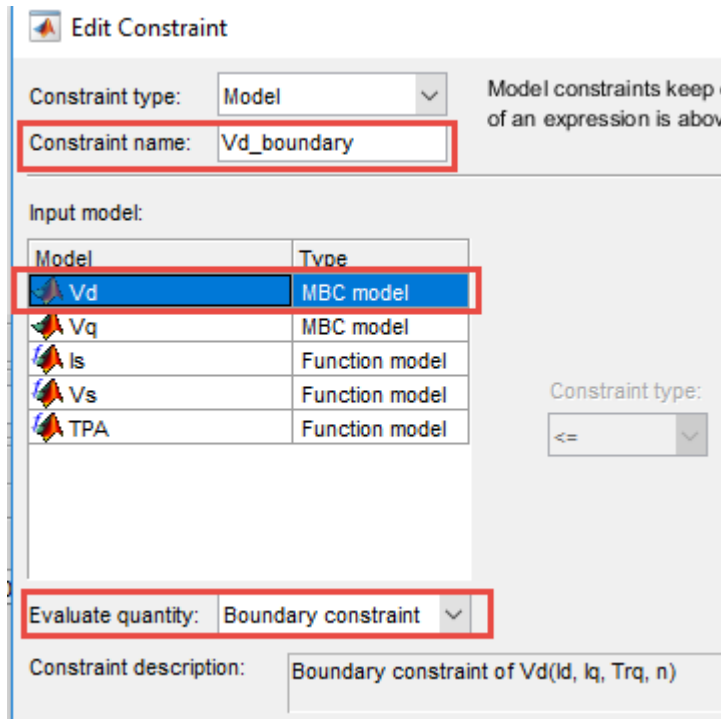 Edit Constraint
Constraint type: Model
Model constraints keep
of an expression is abov
Constraint name: Vd_boundary
Input model:
Model Type
Vd MBC model
Vq MBC model
Is Function model
Vs Function model
TPA Function model
Constraint type:
<=
Evaluate quantity: Boundary constraint
Constraint description: Boundary constraint of Vd(Id, Iq, Trq, n)